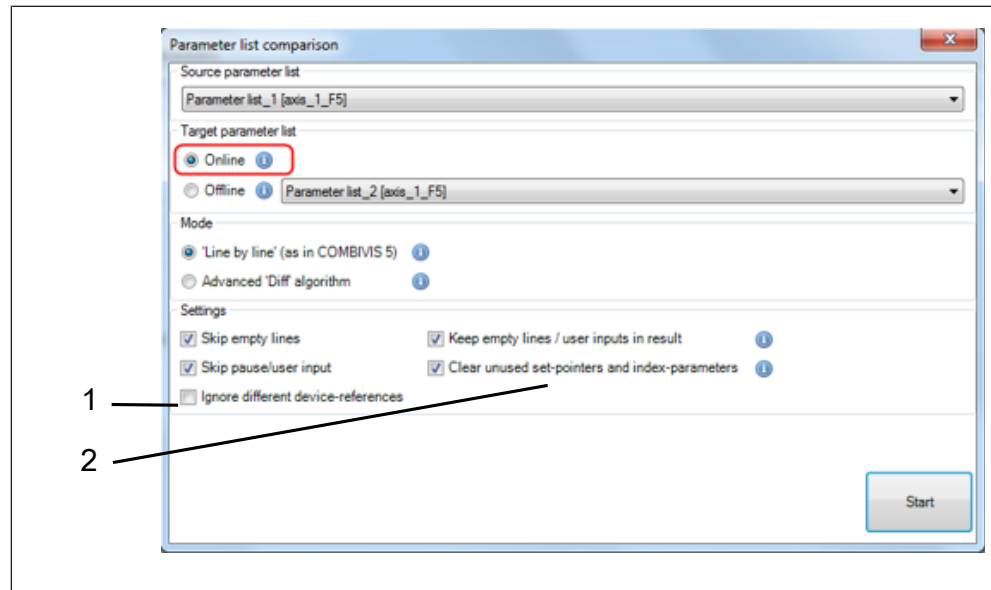 Parameter list comparison
Source parameter list
Parameter list_1 [axis_1_F5]
Target parameter list
Online
Offline Parameter list_2 [axis_1_F5]
Mode
'Line by line' (as in COMBIVIS 5)
Advanced 'Diff' algorithm
Settings
Skip empty lines Keep empty lines / user inputs in result
Skip pause/user input Clear unused set-pointers and index-parameters
1 Ignore different device-references
2
Start